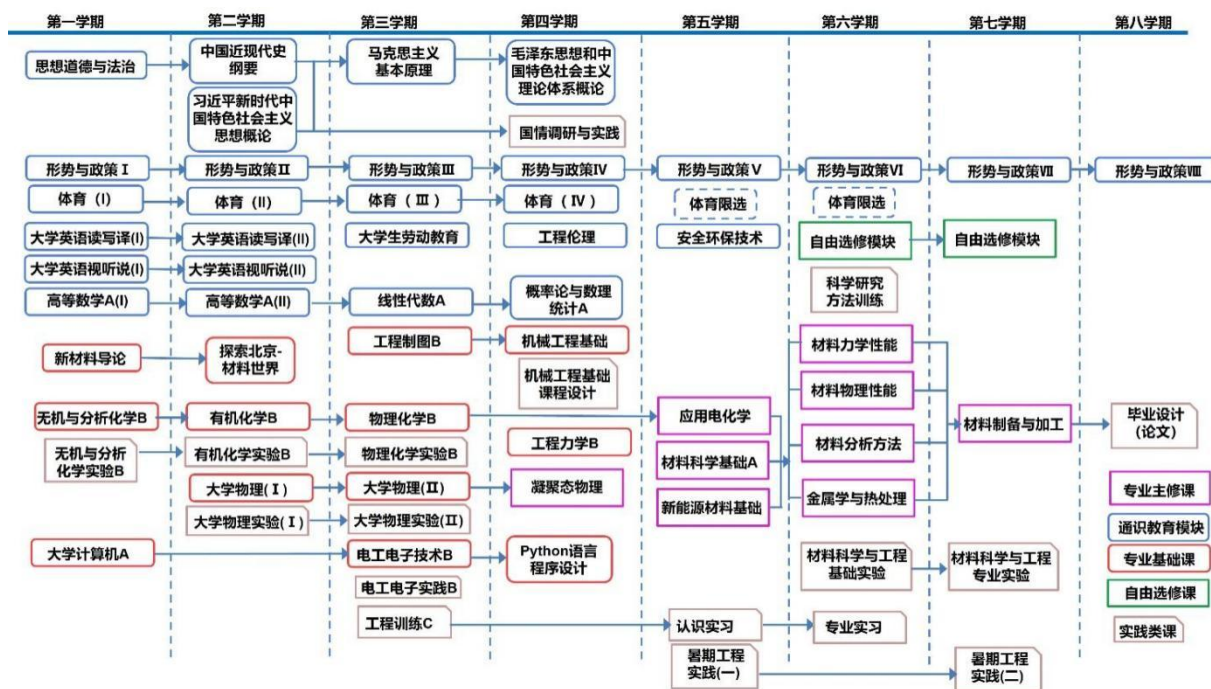 第一学期
第二学期
第三学期
第四学期
第五学期
第六学期
第七学期
第八学期
思想道德与法治
中国近现代史
纲要
马克思主义
基本原理
毛泽东思想和中
国特色社会主义
理论体系概论
习近平新时代中
国特色社会主义
思想概论
国情调研与实践
形势与政策Ⅰ
形势与政策Ⅱ
形势与政策Ⅲ
形势与政策Ⅳ
形势与政策Ⅴ
形势与政策Ⅵ
形势与政策Ⅶ
形势与政策Ⅷ
体育（Ⅰ）
体育（Ⅱ）
体育（Ⅲ）
体育（Ⅳ）
体育限选
体育限选
大学英语读写译(Ⅰ)
大学英语读写译(Ⅱ)
大学生劳动教育
工程伦理
安全环保技术
自由选修模块
自由选修模块
大学英语视听说(Ⅰ)
大学英语视听说(Ⅱ)
科学研究
方法训练
高等数学A(Ⅰ)
高等数学A(Ⅱ)
线性代数A
概率论与数理
统计A
工程制图B
机械工程基础
材料力学性能
新材料导论
探索北京-
材料世界
机械工程基础
课程设计
材料物理性能
无机与分析化学B
有机化学B
物理化学B
应用电化学
材料制备与加工
毕业设计
（论文）
工程力学B
材料分析方法
无机与分析
化学实验B
有机化学实验B
物理化学实验B
材料科学基础A
大学物理(Ⅰ)
大学物理(Ⅱ)
凝聚态物理
新能源材料基础
金属学与热处理
专业主修课
大学物理实验(Ⅰ)
大学物理实验(Ⅱ)
通识教育模块
大学计算机A
电工电子技术B
Python语言
程序设计
材料科学与工程
基础实验
材料科学与工程
专业实验
专业基础课
电工电子实践B
自由选修课
工程训练C
认识实习
专业实习
实践类课
暑期工程
实践(一)
暑期工程
实践(二)